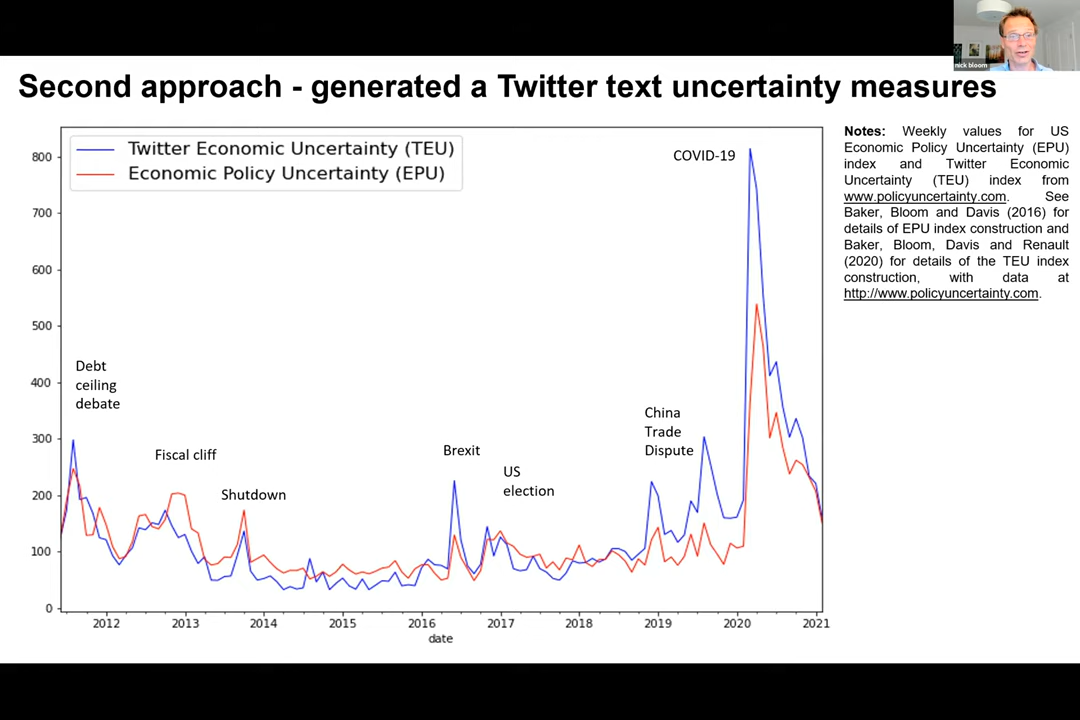 nick bloom
Second approach - generated a Twitter text uncertainty measures
Twitter Economic Uncertainty (TEU)
Economic Policy Uncertainty (EPU)
800
700
600
500
400
300
200
100
0
Debt
ceiling
debate
Fiscal cliff
Shutdown
Brexit
US
election
China
Trade
Dispute
COVID-19
2012 2013 2014 2015 2016 2017 2018 2019 2020 2021
date
Notes: Weekly values for US
Economic Policy Uncertainty (EPU)
index and Twitter Economic
Uncertainty (TEU) index from
www.policyuncertainty.com. See
Baker, Bloom and Davis (2016) for
details of EPU index construction and
Baker, Bloom, Davis and Renault
(2020) for details of the TEU index
construction, with data at
http://www.policyuncertainty.com.